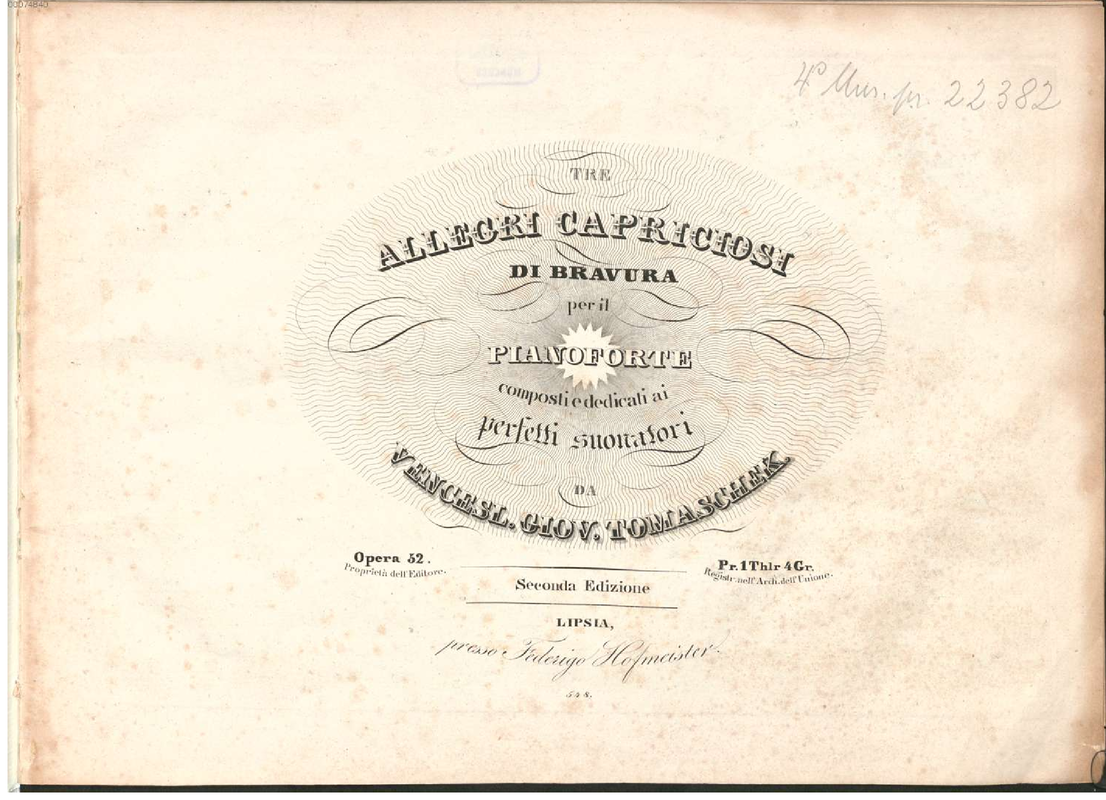 00074840
4° Mus. pr. 22382
TRE
ALLEGRI CAPRICIOSI
DI BRAVURA
per il
PIANOFORTE
composti e dedicati ai
perfetti suonatori
DA
VENCESL. GIOV. TOMASCHEK.
Opera 52.
Proprietà dell'Editore.
Pr. 1 Thlr 4 Gr.
Registr. nell' Arch. dell' Unione.
Seconda Edizione
LIPSIA,
presso Federigo Hofmeister.
548.